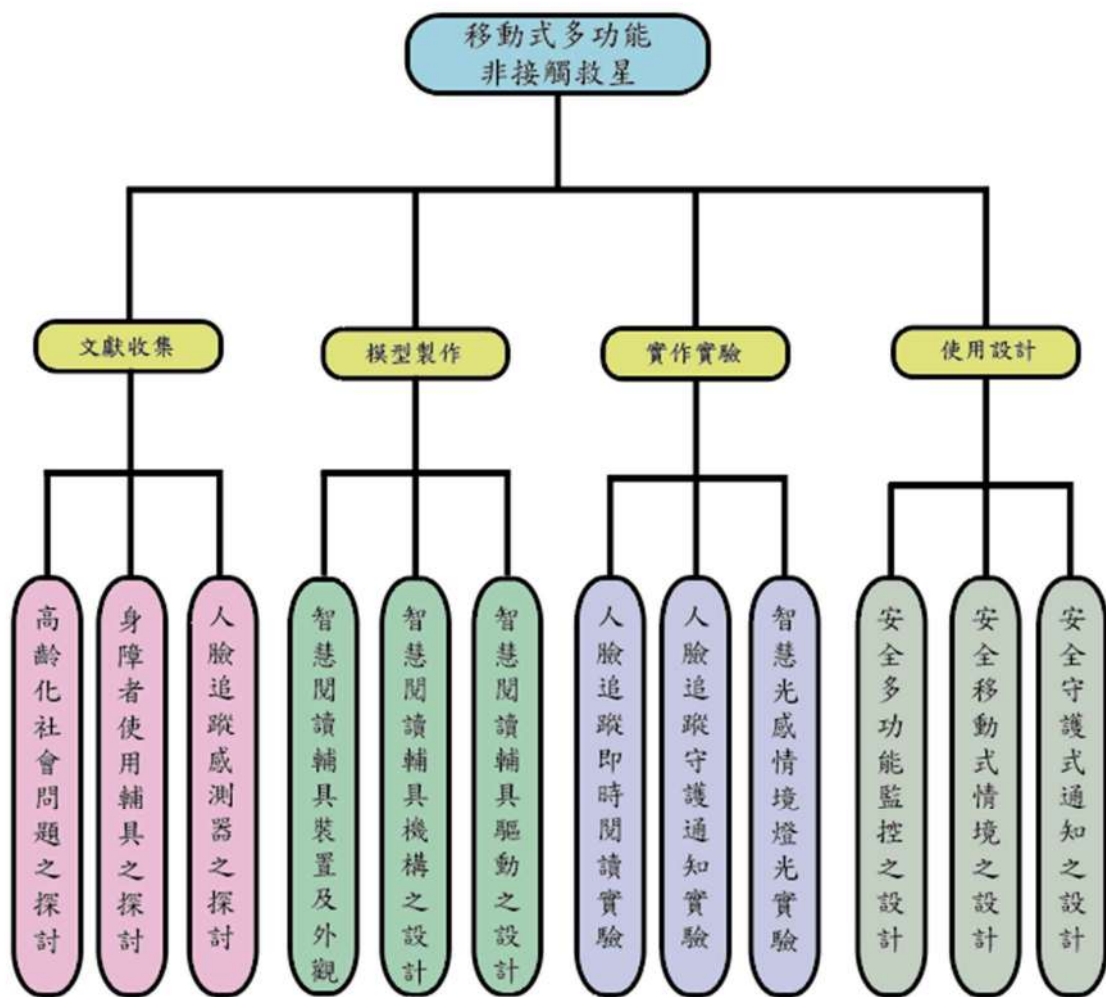 移動式多功能
非接觸救星
文獻收集
模型製作
實作實驗
使用設計
高齡化社會問題之探討
身障者使用輔具之探討
人臉追蹤感測器之探討
智慧閱讀輔具裝置及外觀
智慧閱讀輔具機構之設計
智慧閱讀輔具驅動之設計
人臉追蹤即時閱讀實驗
人臉追蹤守護通知實驗
智慧光感情境燈光實驗
安全多功能監控之設計
安全移動式情境之設計
安全守護式通知之設計